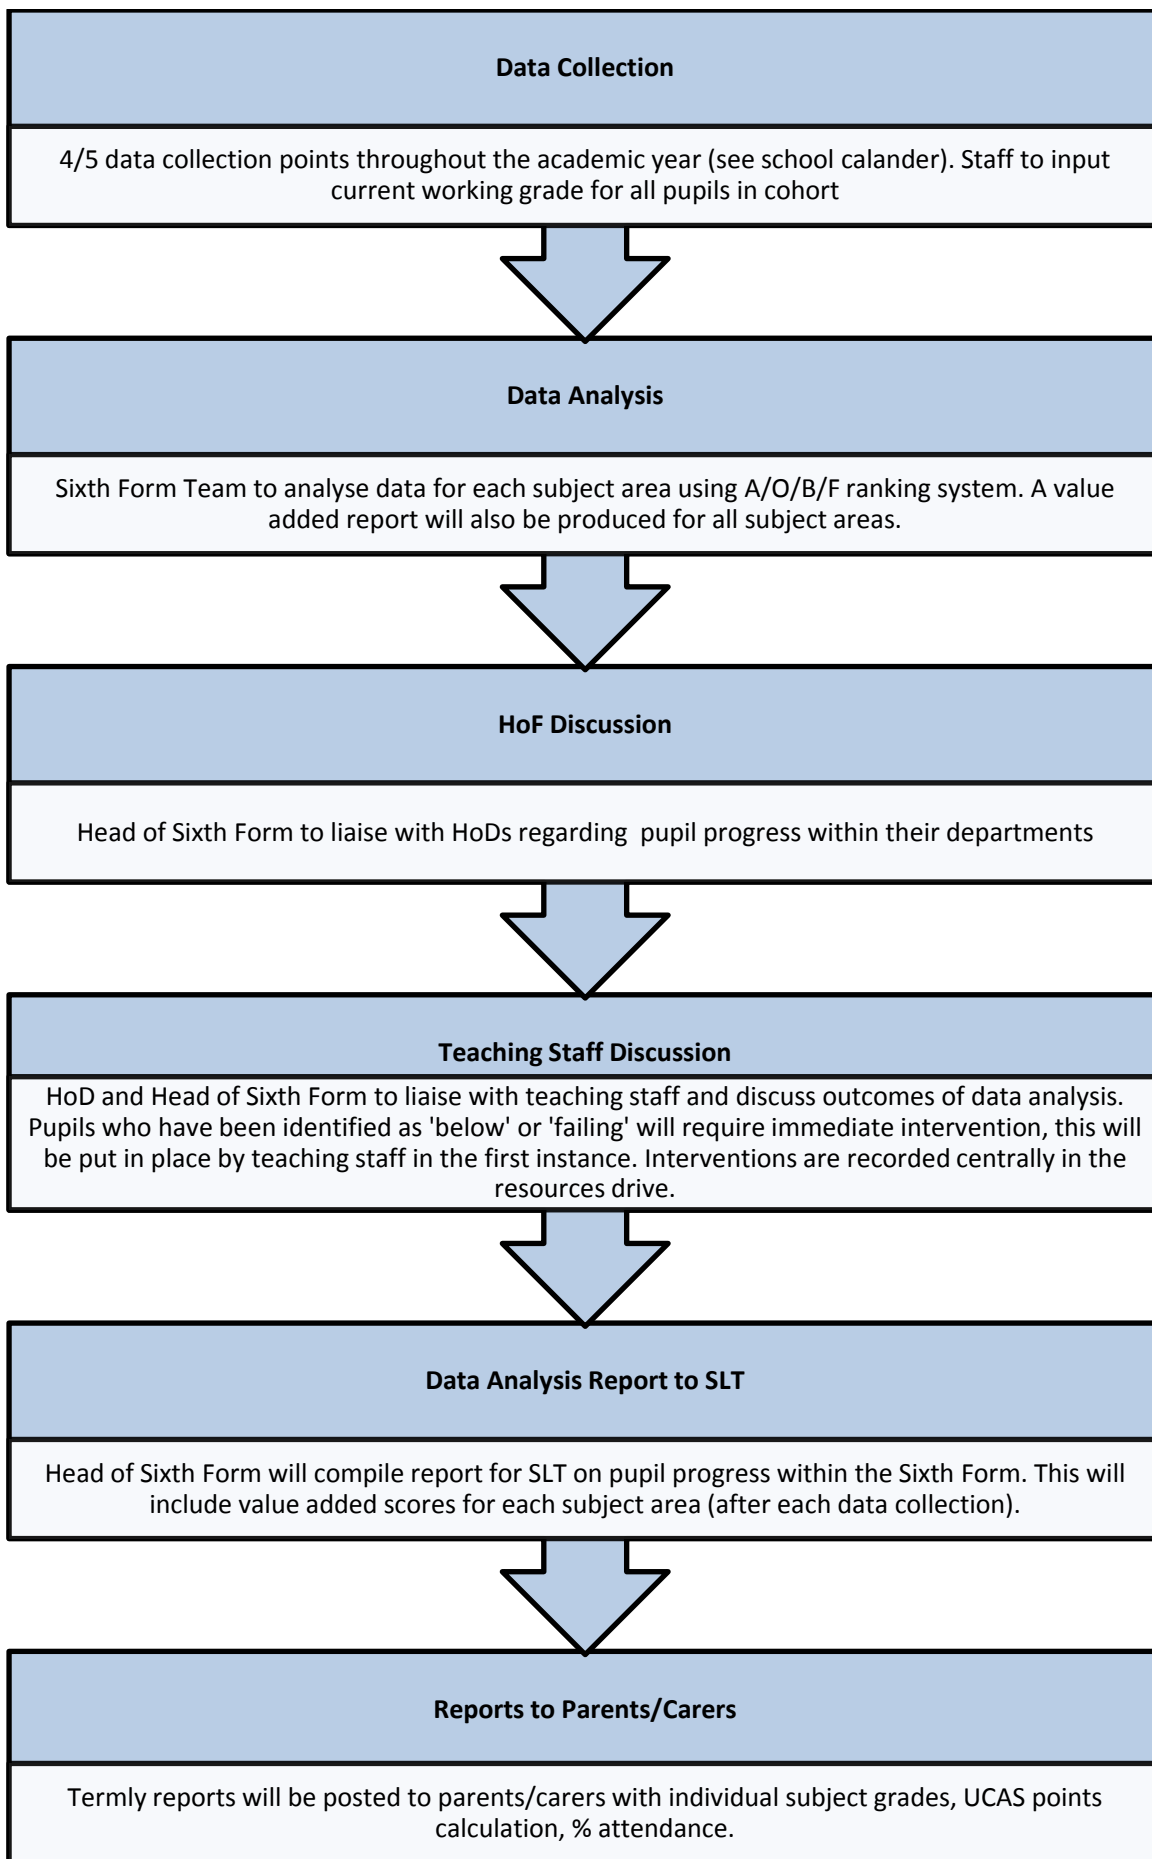 Data Collection
4/5 data collection points throughout the academic year (see school calander). Staff to input
current working grade for all pupils in cohort
Data Analysis
Sixth Form Team to analyse data for each subject area using A/O/B/F ranking system. A value
added report will also be produced for all subject areas.
HoF Discussion
Head of Sixth Form to liaise with HoDs regarding  pupil progress within their departments
Teaching Staff Discussion
HoD and Head of Sixth Form to liaise with teaching staff and discuss outcomes of data analysis.
Pupils who have been identified as 'below' or 'failing' will require immediate intervention, this will
be put in place by teaching staff in the first instance. Interventions are recorded centrally in the
resources drive.
Data Analysis Report to SLT
Head of Sixth Form will compile report for SLT on pupil progress within the Sixth Form. This will
include value added scores for each subject area (after each data collection).
Reports to Parents/Carers
Termly reports will be posted to parents/carers with individual subject grades, UCAS points
calculation, % attendance.